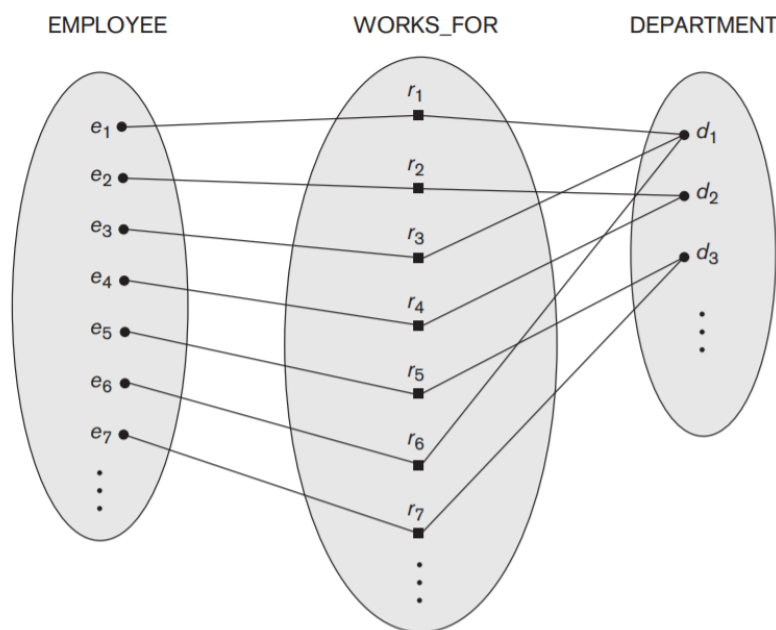 EMPLOYEE WORKS_FOR DEPARTMENT
e1
e2
e3
e4
e5
e6
e7
r1
r2
r3
r4
r5
r6
r7
d1
d2
d3